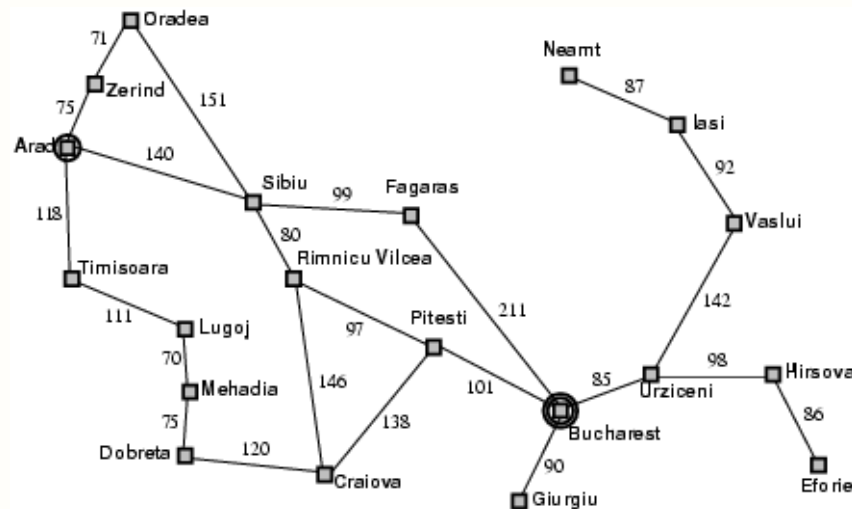 Oradea
71
Neamt
Zerind
87
75
151
Iasi
Arad
140
92
Sibiu
99
Fagaras
118
Vaslui
80
Timisoara
Rimnicu Vilcea
111
211
142
Lugoj
97
Pitesti
70
98
Hirsova
Mehadia
146
101
85
Urziceni
75
138
86
Bucharest
Dobreta
120
90
Craiova
Eforie
Giurgiu